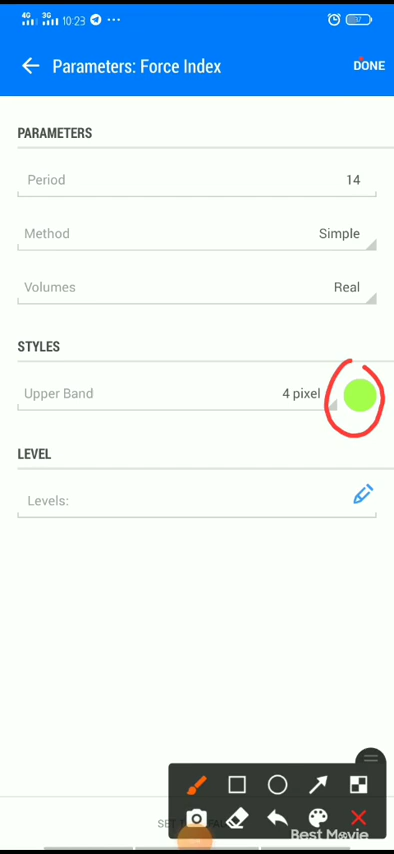 4G 3G 10:23 37
Parameters: Force Index DONE
PARAMETERS
Period 14
Method Simple
Volumes Real
STYLES
Upper Band 4 pixel
LEVEL
Levels:
Best Movie